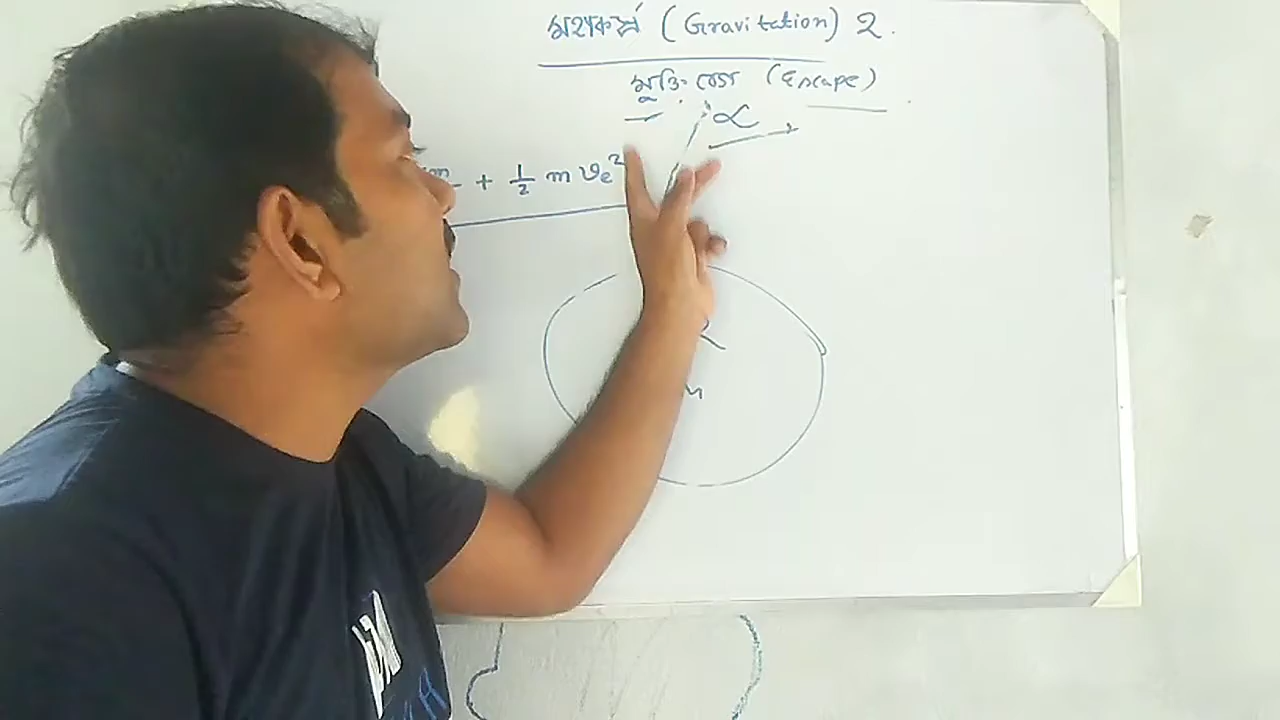 মহাকর্ষ (Gravitation) 2.
মুক্তি বেগ (Escape)
∝
+ 1/2 m ve²
R
M